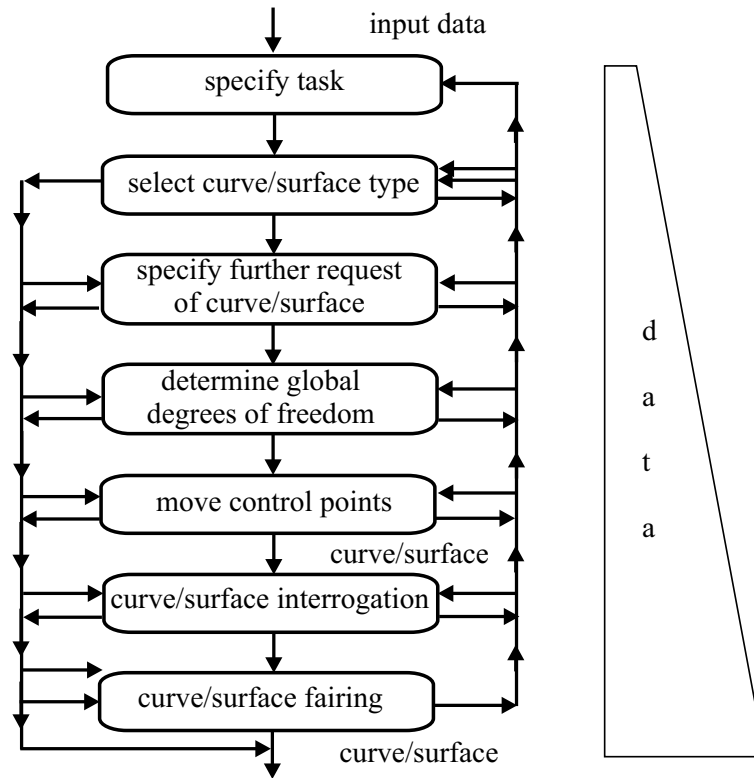 input data
specify task
select curve/surface type
specify further request
of curve/surface
determine global
degrees of freedom
move control points
curve/surface
curve/surface interrogation
curve/surface fairing
curve/surface
d
a
t
a